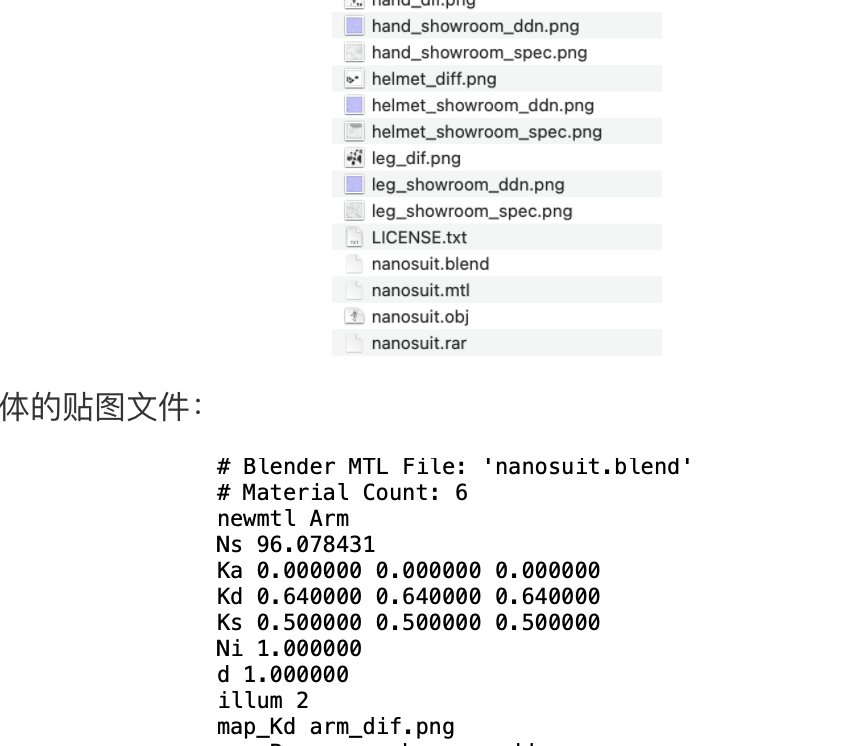 hand_showroom_ddn.png
hand_showroom_spec.png
helmet_diff.png
helmet_showroom_ddn.png
helmet_showroom_spec.png
leg_dif.png
leg_showroom_ddn.png
leg_showroom_spec.png
LICENSE.txt
nanosuit.blend
nanosuit.mtl
nanosuit.obj
nanosuit.rar
体的贴图文件：
# Blender MTL File: 'nanosuit.blend'
# Material Count: 6
newmtl Arm
Ns 96.078431
Ka 0.000000 0.000000 0.000000
Kd 0.640000 0.640000 0.640000
Ks 0.500000 0.500000 0.500000
Ni 1.000000
d 1.000000
illum 2
map_Kd arm_dif.png